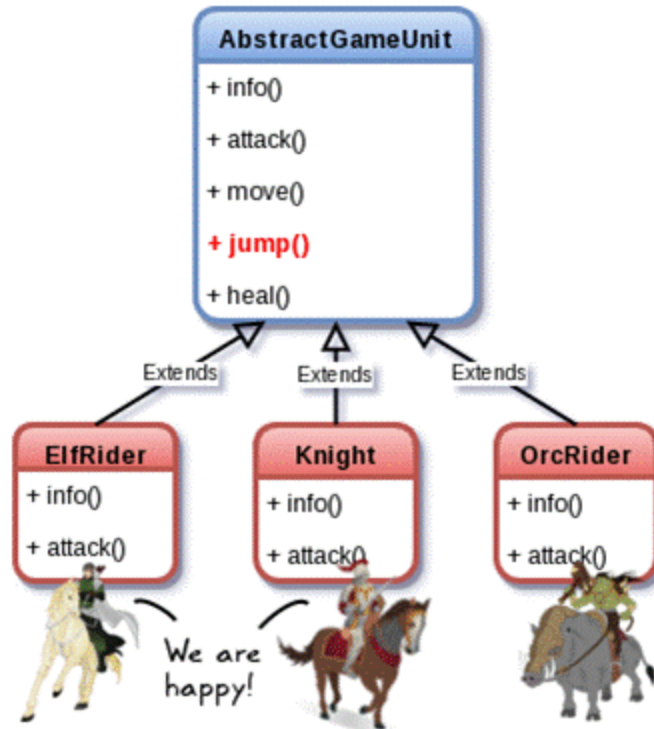 AbstractGameUnit
+ info()
+ attack()
+ move()
+ jump()
+ heal()
Extends
Extends
Extends
ElfRider
+ info()
+ attack()
Knight
+ info()
+ attack()
OrcRider
+ info()
+ attack()
We are
happy!